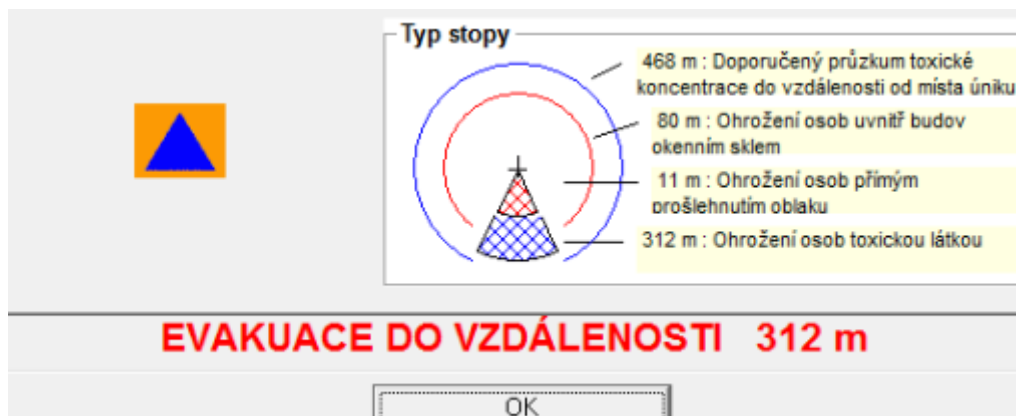 Typ stopy
468 m : Doporučený průzkum toxické
koncentrace do vzdálenosti od místa úniku
80 m : Ohrožení osob uvnitř budov
okenním sklem
11 m : Ohrožení osob přímým
prošlehnutím oblaku
312 m : Ohrožení osob toxickou látkou
EVAKUACE DO VZDÁLENOSTI 312 m
OK